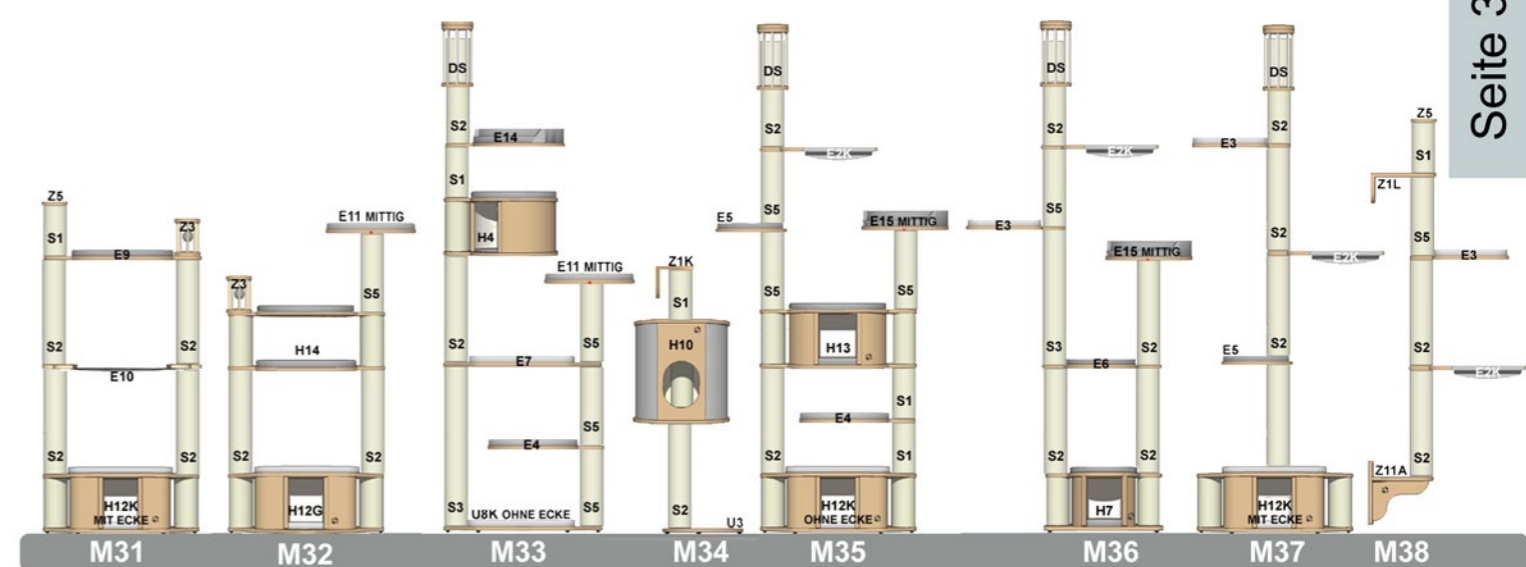 Seite 3
Z5
S1
Z3
E9
S2
S2
E10
S2
S2
H12K
MIT ECKE
M31
E11 MITTIG
Z3
S5
H14
S2
S2
H12G
M32
DS
S2
E14
S1
H4
E11 MITTIG
S2
S5
E7
S5
E4
S3
U8K OHNE ECKE
S5
M33
Z1K
S1
H10
S2
U3
M34
DS
S2
E2K
S5
E5
E15 MITTIG
S5
S5
H13
S1
E4
S2
S1
H12K
OHNE ECKE
M35
DS
S2
E2K
S5
E3
E15 MITTIG
S3
S2
E6
S2
S2
H7
M36
DS
S2
E3
S2
E2K
S2
E5
H12K
MIT ECKE
M37
Z5
S1
Z1L
S5
E3
S2
E2K
S2
Z11A
M38